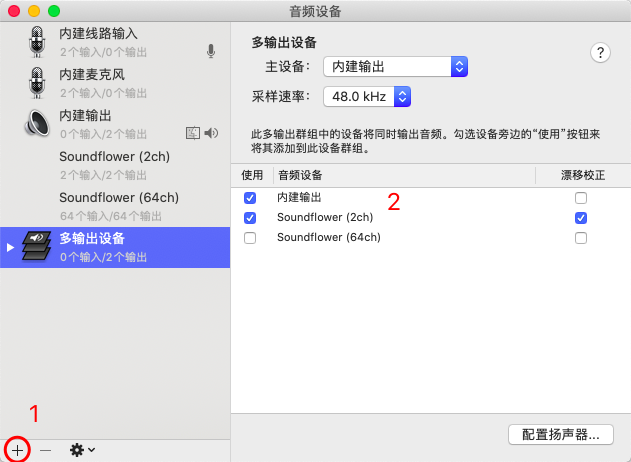 音频设备
内建线路输入
2个输入/0个输出
内建麦克风
2个输入/0个输出
内建输出
0个输入/2个输出
Soundflower (2ch)
2个输入/2个输出
Soundflower (64ch)
64个输入/64个输出
多输出设备
0个输入/2个输出
1
多输出设备
?
主设备： 内建输出
采样速率： 48.0 kHz
此多输出群组中的设备将同时输出音频。勾选设备旁边的“使用”按钮来
将其添加到此设备群组。
使用 音频设备 漂移校正
内建输出
2
Soundflower (2ch)
Soundflower (64ch)
配置扬声器...